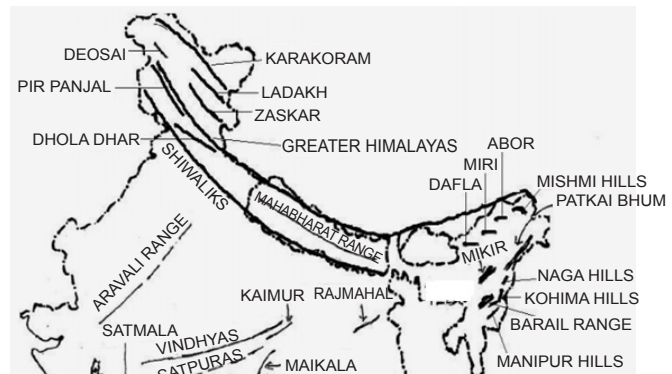 DEOSAI
KARAKORAM
PIR PANJAL
LADAKH
ZASKAR
DHOLA DHAR
GREATER HIMALAYAS
SHIWALIKS
MAHABHARAT RANGE
ABOR
MIRI
DAFLA
MISHMI HILLS
PATKAI BHUM
MIKIR
ARAVALI RANGE
NAGA HILLS
KAIMUR
RAJMAHAL
KOHIMA HILLS
BARAIL RANGE
SATMALA
VINDHYAS
MANIPUR HILLS
SATPURAS
MAIKALA